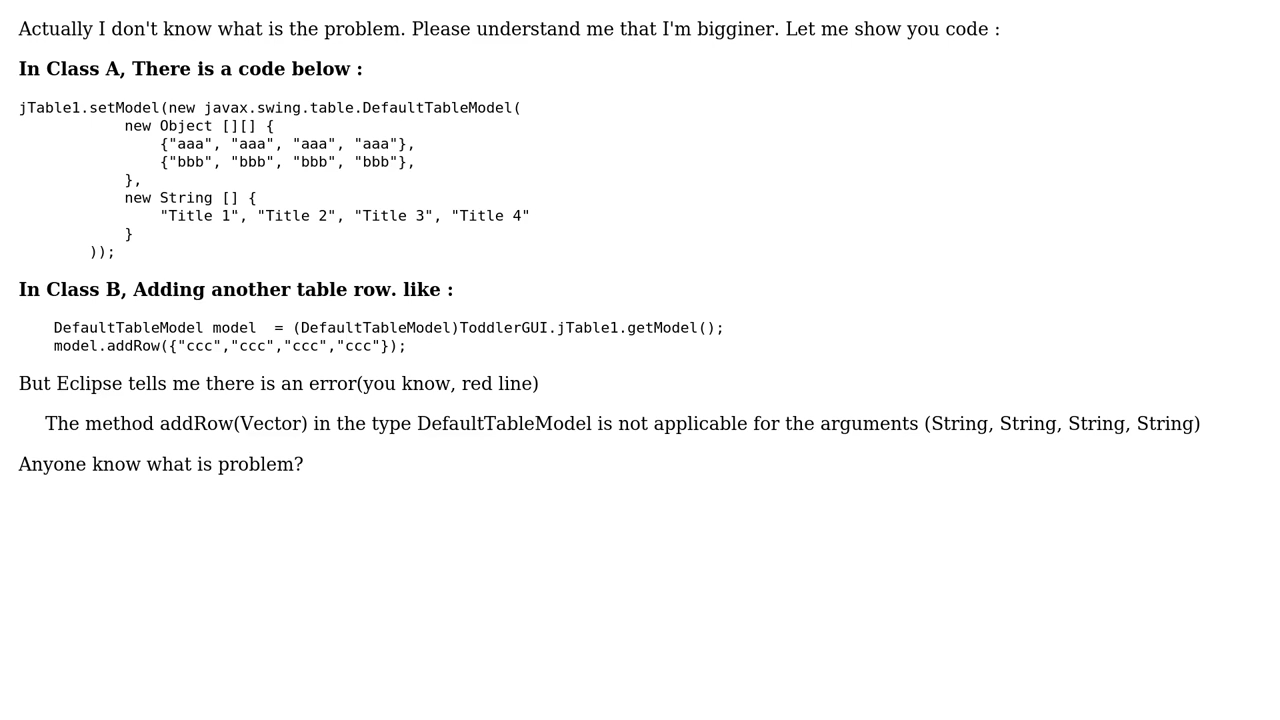 Actually I don't know what is the problem. Please understand me that I'm bigginer. Let me show you code :
In Class A, There is a code below :
jTable1.setModel(new javax.swing.table.DefaultTableModel(
            new Object [][] {
                {"aaa", "aaa", "aaa", "aaa"},
                {"bbb", "bbb", "bbb", "bbb"},
            },
            new String [] {
                "Title 1", "Title 2", "Title 3", "Title 4"
            }
        ));
In Class B, Adding another table row. like :
    DefaultTableModel model  = (DefaultTableModel)ToddlerGUI.jTable1.getModel();
    model.addRow({"ccc","ccc","ccc","ccc"});
But Eclipse tells me there is an error(you know, red line)
The method addRow(Vector) in the type DefaultTableModel is not applicable for the arguments (String, String, String, String)
Anyone know what is problem?